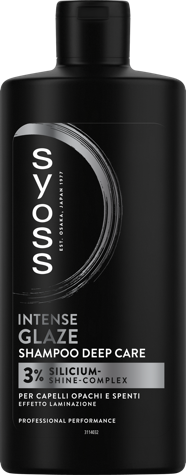 SYOSS
EST. OSAKA, JAPAN 1977
INTENSE
GLAZE
SHAMPOO DEEP CARE
3% SILICIUM-
SHINE-COMPLEX
PER CAPELLI OPACHI E SPENTI
EFFETTO LAMINAZIONE
PROFESSIONAL PERFORMANCE
3114652